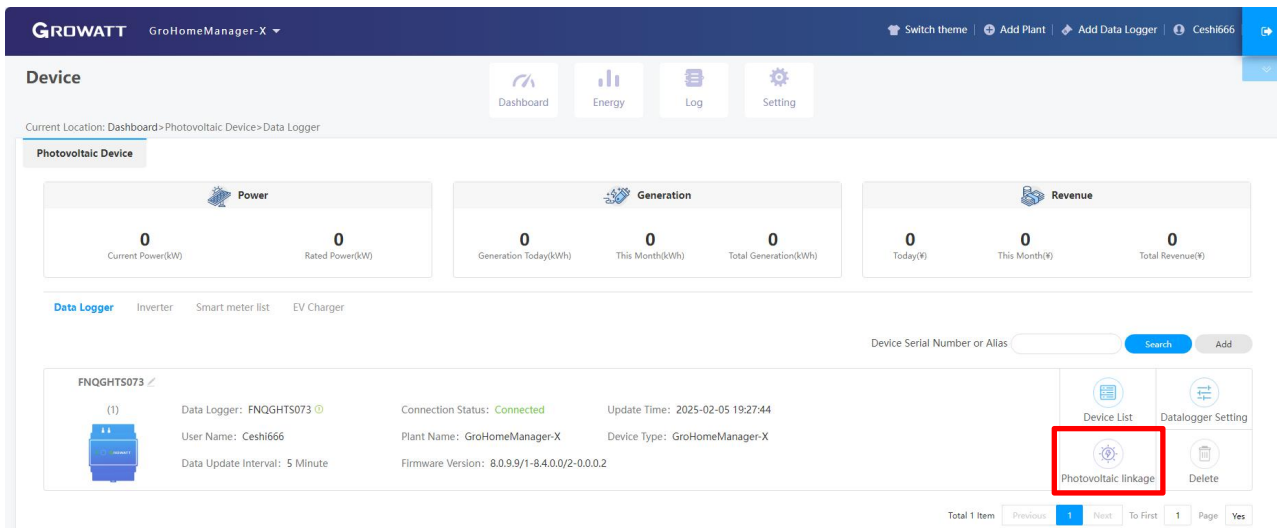 GROWATT GroHomeManager-X Switch theme | Add Plant | Add Data Logger | Ceshi666
Device
Dashboard Energy Log Setting
Current Location: Dashboard>Photovoltaic Device>Data Logger
Photovoltaic Device
Power Generation Revenue
0 0 0 0 0 0 0 0
Current Power(kW) Rated Power(kW) Generation Today(kWh) This Month(kWh) Total Generation(kWh) Today(¥) This Month(¥) Total Revenue(¥)
Data Logger Inverter Smart meter list EV Charger
Device Serial Number or Alias Search Add
FNQGHTS073
(1) Data Logger: FNQGHTS073 Connection Status: Connected Update Time: 2025-02-05 19:27:44
Device List Datalogger Setting
User Name: Ceshi666 Plant Name: GroHomeManager-X Device Type: GroHomeManager-X
Data Update Interval: 5 Minute Firmware Version: 8.0.9.9/1-8.4.0.0/2-0.0.0.2
Photovoltaic linkage Delete
Total 1 Item Previous 1 Next To First 1 Page Yes